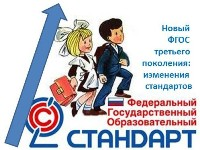 Новый
ФГОС
третьего
поколения:
изменения
стандартов
Федеральный
Государственный
Образовательный
СТАНДАРТ